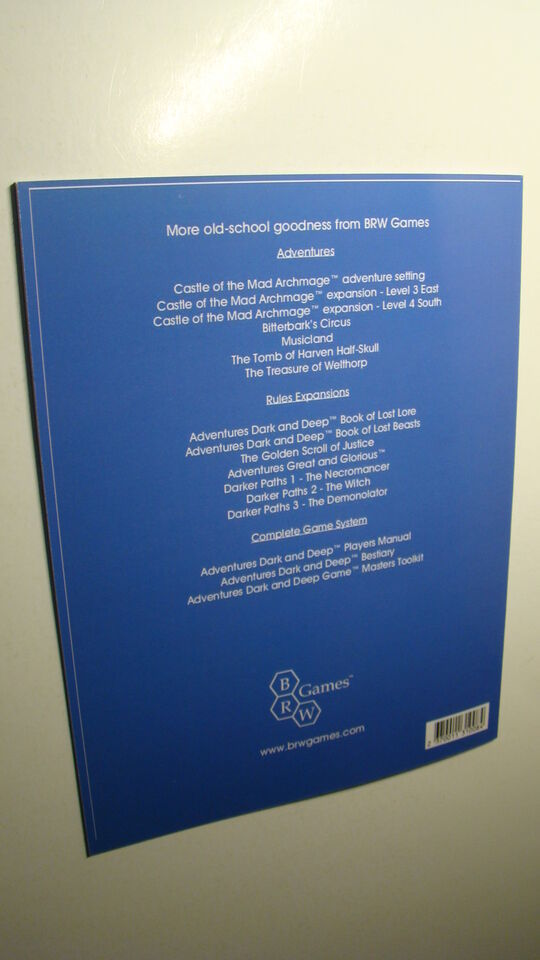 More old-school goodness from BRW Games
Adventures
Castle of the Mad Archmage™ adventure setting
Castle of the Mad Archmage™ expansion - Level 3 East
Castle of the Mad Archmage™ expansion - Level 4 South
Bitterbark's Circus
Musicland
The Tomb of Harven Half-Skull
The Treasure of Welthorp
Rules Expansions
Adventures Dark and Deep™ Book of Lost Lore
Adventures Dark and Deep™ Book of Lost Beasts
The Golden Scroll of Justice
Adventures Great and Glorious™
Darker Paths 1 - The Necromancer
Darker Paths 2 - The Witch
Darker Paths 3 - The Demonolator
Complete Game System
Adventures Dark and Deep™ Players Manual
Adventures Dark and Deep™ Bestiary
Adventures Dark and Deep Game™ Masters Toolkit
B R W Games™
www.brwgames.com